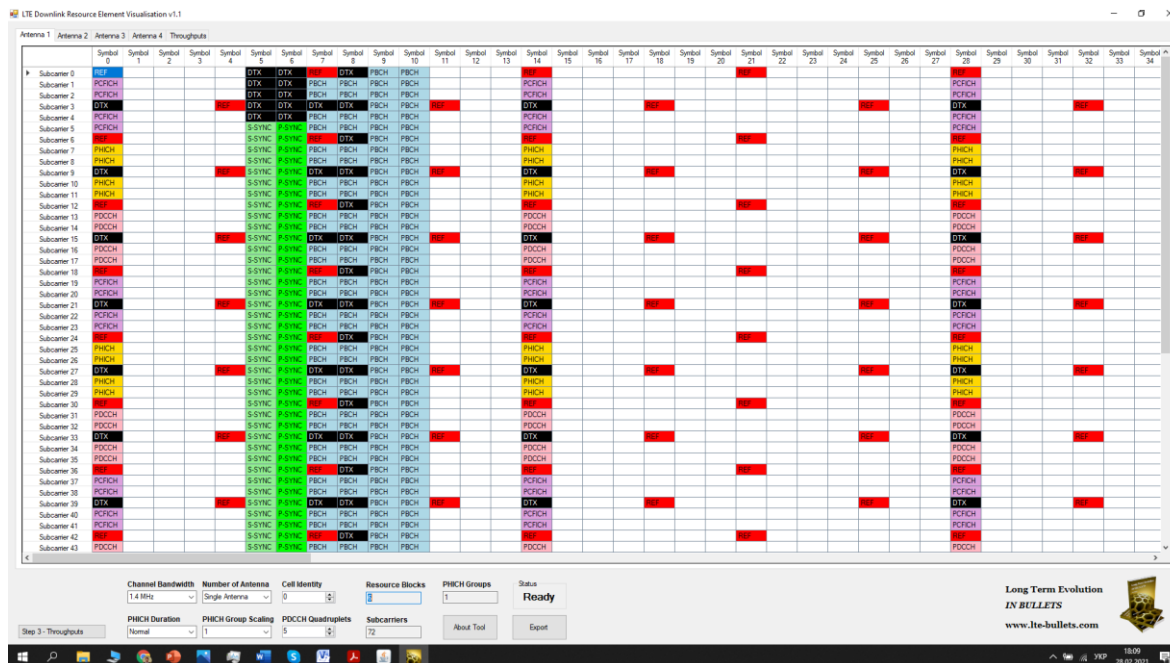 LTE Downlink Resource Element Visualisation v1.1
Antenna 1 Antenna 2 Antenna 3 Antenna 4 Throughputs
Symbol Symbol Symbol Symbol Symbol Symbol Symbol Symbol Symbol Symbol Symbol Symbol Symbol Symbol Symbol Symbol Symbol Symbol Symbol Symbol Symbol Symbol Symbol Symbol Symbol Symbol Symbol Symbol Symbol Symbol Symbol Symbol Symbol Symbol Symbol
0 1 2 3 4 5 6 7 8 9 10 11 12 13 14 15 16 17 18 19 20 21 22 23 24 25 26 27 28 29 30 31 32 33 34
Subcarrier 0 REF DTX DTX REF DTX PBCH PBCH REF REF REF
Subcarrier 1 PCFICH DTX DTX PBCH PBCH PBCH PBCH PCFICH PCFICH
Subcarrier 2 PCFICH DTX DTX PBCH PBCH PBCH PBCH PCFICH PCFICH
Subcarrier 3 DTX REF DTX DTX DTX DTX PBCH PBCH REF DTX REF REF DTX REF
Subcarrier 4 PCFICH DTX DTX PBCH PBCH PBCH PBCH PCFICH PCFICH
Subcarrier 5 PCFICH S-SYNC P-SYNC PBCH PBCH PBCH PBCH PCFICH PCFICH
Subcarrier 6 REF S-SYNC P-SYNC REF DTX PBCH PBCH REF REF REF
Subcarrier 7 PHICH S-SYNC P-SYNC PBCH PBCH PBCH PBCH PHICH PHICH
Subcarrier 8 PHICH S-SYNC P-SYNC PBCH PBCH PBCH PBCH PHICH PHICH
Subcarrier 9 DTX REF S-SYNC P-SYNC DTX DTX PBCH PBCH REF DTX REF REF DTX REF
Subcarrier 10 PHICH S-SYNC P-SYNC PBCH PBCH PBCH PBCH PHICH PHICH
Subcarrier 11 PHICH S-SYNC P-SYNC PBCH PBCH PBCH PBCH PHICH PHICH
Subcarrier 12 REF S-SYNC P-SYNC REF DTX PBCH PBCH REF REF REF
Subcarrier 13 PDCCH S-SYNC P-SYNC PBCH PBCH PBCH PBCH PDCCH PDCCH
Subcarrier 14 PDCCH S-SYNC P-SYNC PBCH PBCH PBCH PBCH PDCCH PDCCH
Subcarrier 15 DTX REF S-SYNC P-SYNC DTX DTX PBCH PBCH REF DTX REF REF DTX REF
Subcarrier 16 PDCCH S-SYNC P-SYNC PBCH PBCH PBCH PBCH PDCCH PDCCH
Subcarrier 17 PDCCH S-SYNC P-SYNC PBCH PBCH PBCH PBCH PDCCH PDCCH
Subcarrier 18 REF S-SYNC P-SYNC REF DTX PBCH PBCH REF REF REF
Subcarrier 19 PCFICH S-SYNC P-SYNC PBCH PBCH PBCH PBCH PCFICH PCFICH
Subcarrier 20 PCFICH S-SYNC P-SYNC PBCH PBCH PBCH PBCH PCFICH PCFICH
Subcarrier 21 DTX REF S-SYNC P-SYNC DTX DTX PBCH PBCH REF DTX REF REF DTX REF
Subcarrier 22 PCFICH S-SYNC P-SYNC PBCH PBCH PBCH PBCH PCFICH PCFICH
Subcarrier 23 PCFICH S-SYNC P-SYNC PBCH PBCH PBCH PBCH PCFICH PCFICH
Subcarrier 24 REF S-SYNC P-SYNC REF DTX PBCH PBCH REF REF REF
Subcarrier 25 PHICH S-SYNC P-SYNC PBCH PBCH PBCH PBCH PHICH PHICH
Subcarrier 26 PHICH S-SYNC P-SYNC PBCH PBCH PBCH PBCH PHICH PHICH
Subcarrier 27 DTX REF S-SYNC P-SYNC DTX DTX PBCH PBCH REF DTX REF REF DTX REF
Subcarrier 28 PHICH S-SYNC P-SYNC PBCH PBCH PBCH PBCH PHICH PHICH
Subcarrier 29 PHICH S-SYNC P-SYNC PBCH PBCH PBCH PBCH PHICH PHICH
Subcarrier 30 REF S-SYNC P-SYNC REF DTX PBCH PBCH REF REF REF
Subcarrier 31 PDCCH S-SYNC P-SYNC PBCH PBCH PBCH PBCH PDCCH PDCCH
Subcarrier 32 PDCCH S-SYNC P-SYNC PBCH PBCH PBCH PBCH PDCCH PDCCH
Subcarrier 33 DTX REF S-SYNC P-SYNC DTX DTX PBCH PBCH REF DTX REF REF DTX REF
Subcarrier 34 PDCCH S-SYNC P-SYNC PBCH PBCH PBCH PBCH PDCCH PDCCH
Subcarrier 35 PDCCH S-SYNC P-SYNC PBCH PBCH PBCH PBCH PDCCH PDCCH
Subcarrier 36 REF S-SYNC P-SYNC REF DTX PBCH PBCH REF REF REF
Subcarrier 37 PCFICH S-SYNC P-SYNC PBCH PBCH PBCH PBCH PCFICH PCFICH
Subcarrier 38 PCFICH S-SYNC P-SYNC PBCH PBCH PBCH PBCH PCFICH PCFICH
Subcarrier 39 DTX REF S-SYNC P-SYNC DTX DTX PBCH PBCH REF DTX REF REF DTX REF
Subcarrier 40 PCFICH S-SYNC P-SYNC PBCH PBCH PBCH PBCH PCFICH PCFICH
Subcarrier 41 PCFICH S-SYNC P-SYNC PBCH PBCH PBCH PBCH PCFICH PCFICH
Subcarrier 42 REF S-SYNC P-SYNC REF DTX PBCH PBCH REF REF REF
Subcarrier 43 PDCCH S-SYNC P-SYNC PBCH PBCH PBCH PBCH PDCCH PDCCH
Channel Bandwidth Number of Antenna Cell Identity Resource Blocks PHICH Groups Status
1.4 MHz Single Antenna 0 6 1 Ready
PHICH Duration PHICH Group Scaling PDCCH Quadruplets Subcarriers
Step 3 - Throughputs Normal 1 5 72 About Tool Export
Long Term Evolution
IN BULLETS
www.lte-bullets.com
УКР 18:09
28.02.2021